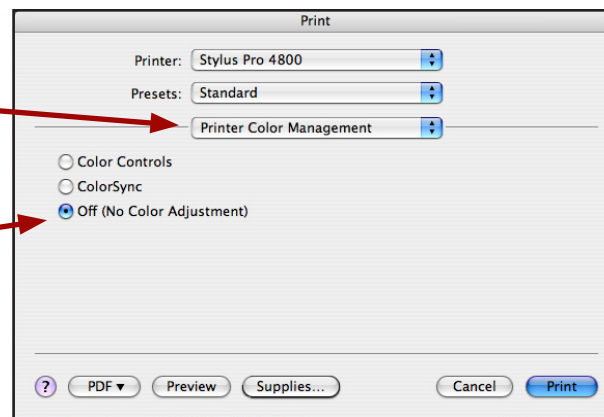 Print
Printer: Stylus Pro 4800
Presets: Standard
Printer Color Management
Color Controls
ColorSync
Off (No Color Adjustment)
? PDF▼ Preview Supplies... Cancel Print